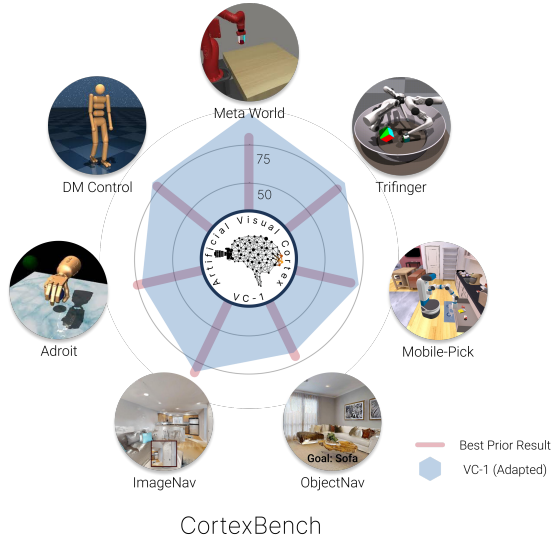 Meta World
DM Control
Trifinger
75
50
Artificial Visual Cortex
VC-1
Adroit
Mobile-Pick
Goal: Sofa
ImageNav
ObjectNav
Best Prior Result
VC-1 (Adapted)
CortexBench